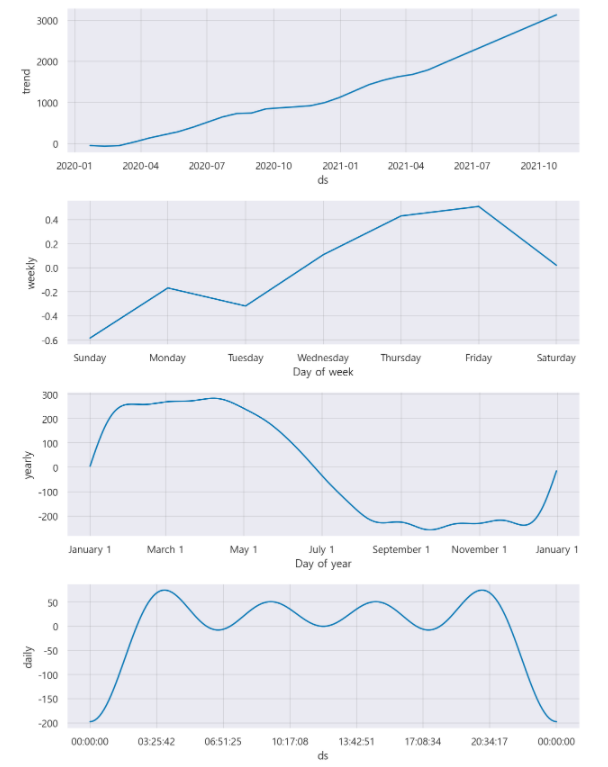 3000
2000
1000
0
trend
2020-01 2020-04 2020-07 2020-10 2021-01 2021-04 2021-07 2021-10
ds
0.4
0.2
0.0
-0.2
-0.4
-0.6
weekly
Sunday Monday Tuesday Wednesday Thursday Friday Saturday
Day of week
300
200
100
0
-100
-200
yearly
January 1 March 1 May 1 July 1 September 1 November 1 January 1
Day of year
50
0
-50
-100
-150
-200
daily
00:00:00 03:25:42 06:51:25 10:17:08 13:42:51 17:08:34 20:34:17 00:00:00
ds